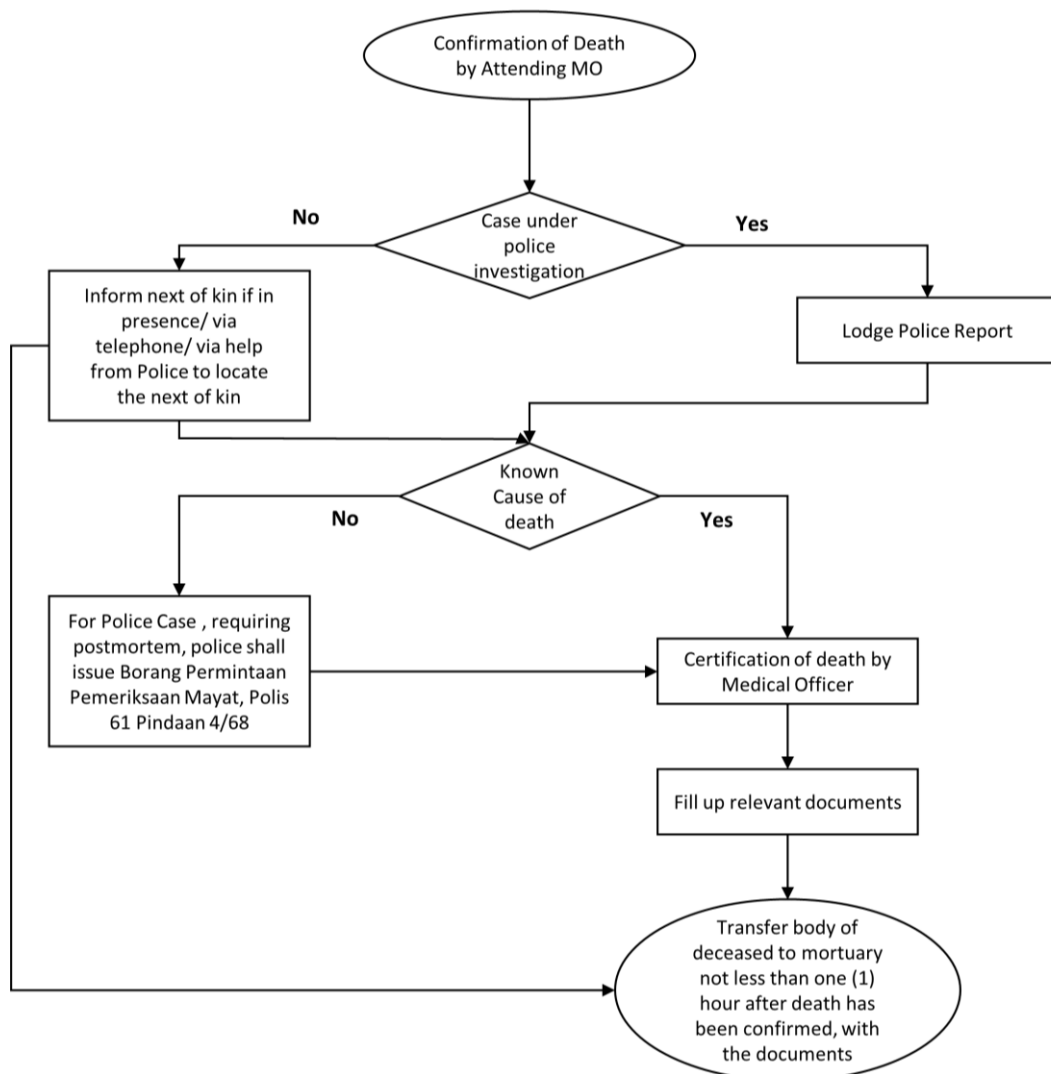 Confirmation of Death
by Attending MO
No
Case under
police
investigation
Yes
Inform next of kin if in
presence/ via
telephone/ via help
from Police to locate
the next of kin
Lodge Police Report
Known
Cause of
death
No
Yes
For Police Case , requiring
postmortem, police shall
issue Borang Permintaan
Pemeriksaan Mayat, Polis
61 Pindaan 4/68
Certification of death by
Medical Officer
Fill up relevant documents
Transfer body of
deceased to mortuary
not less than one (1)
hour after death has
been confirmed, with
the documents